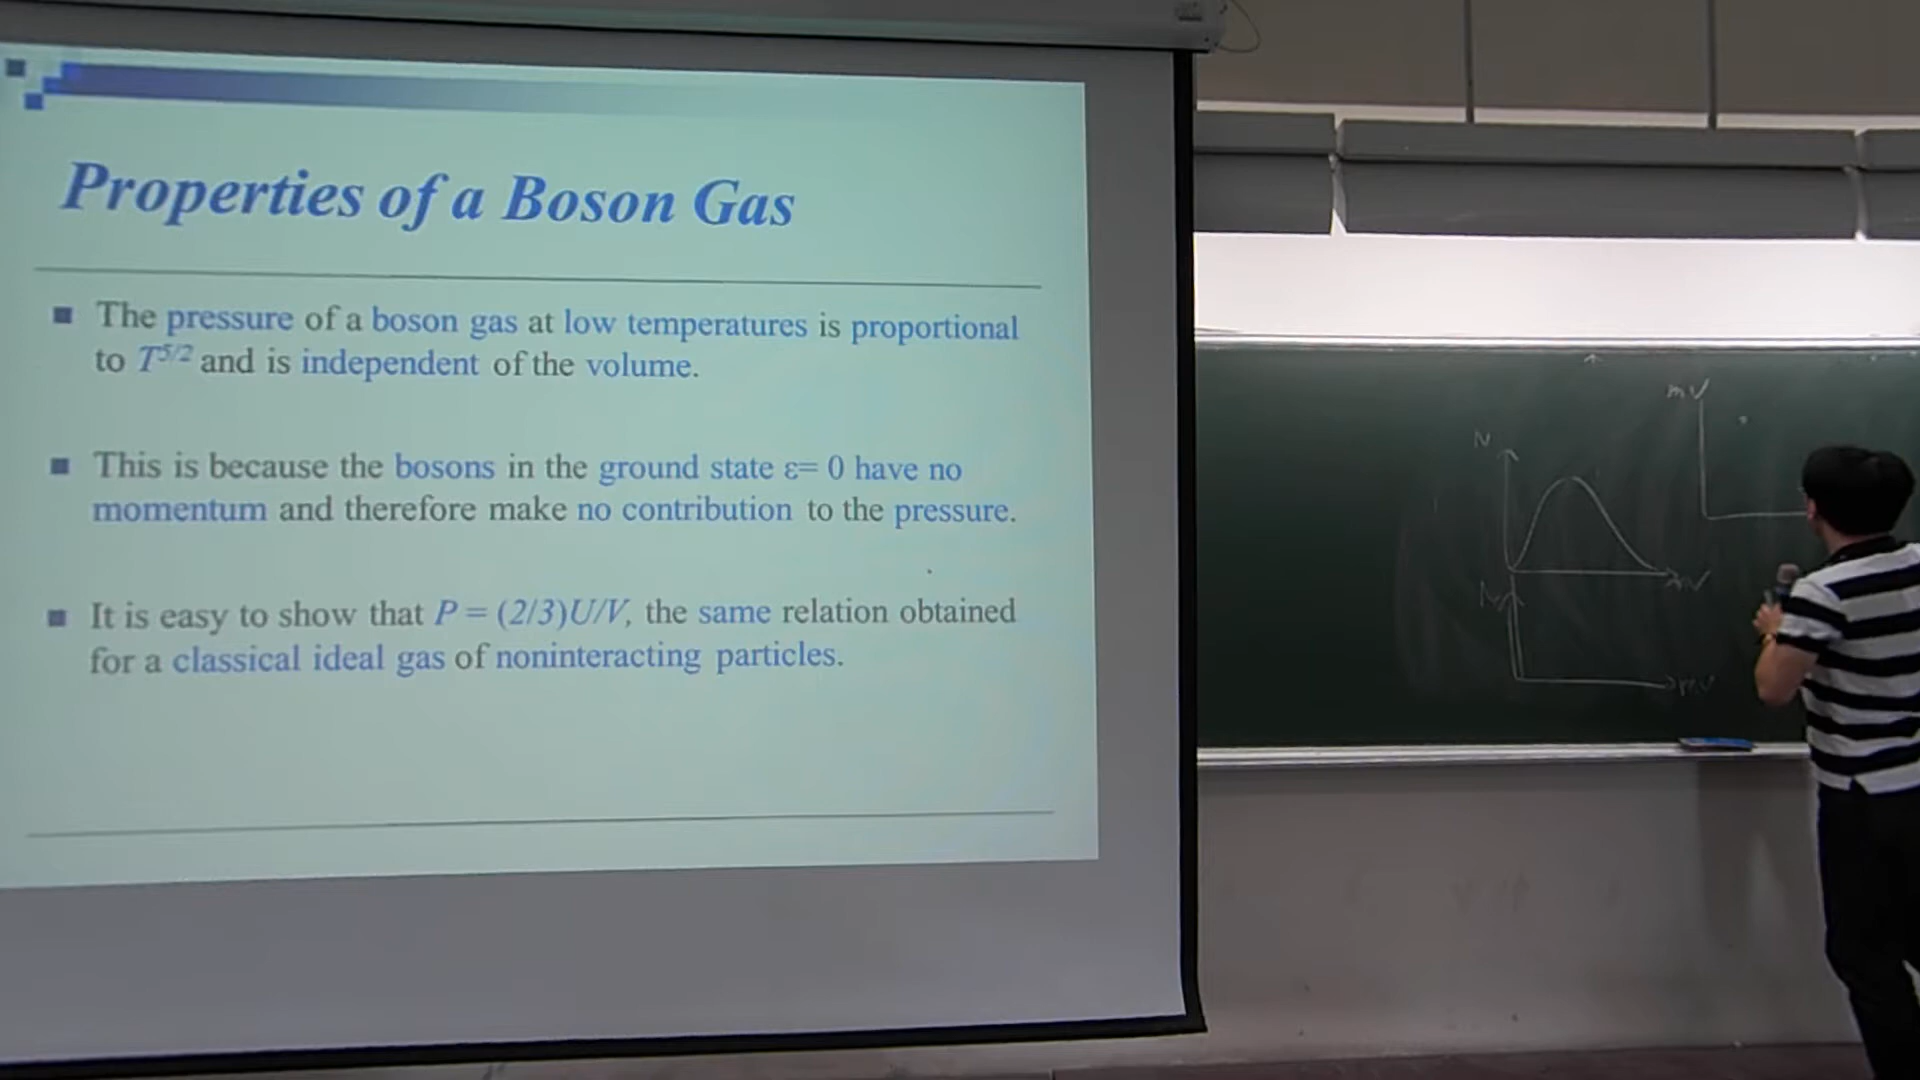 Properties of a Boson Gas
The pressure of a boson gas at low temperatures is proportional
to T^5/2 and is independent of the volume.
This is because the bosons in the ground state ε= 0 have no
momentum and therefore make no contribution to the pressure.
It is easy to show that P = (2/3)U/V, the same relation obtained
for a classical ideal gas of noninteracting particles.
mV
N
mV
N
mV